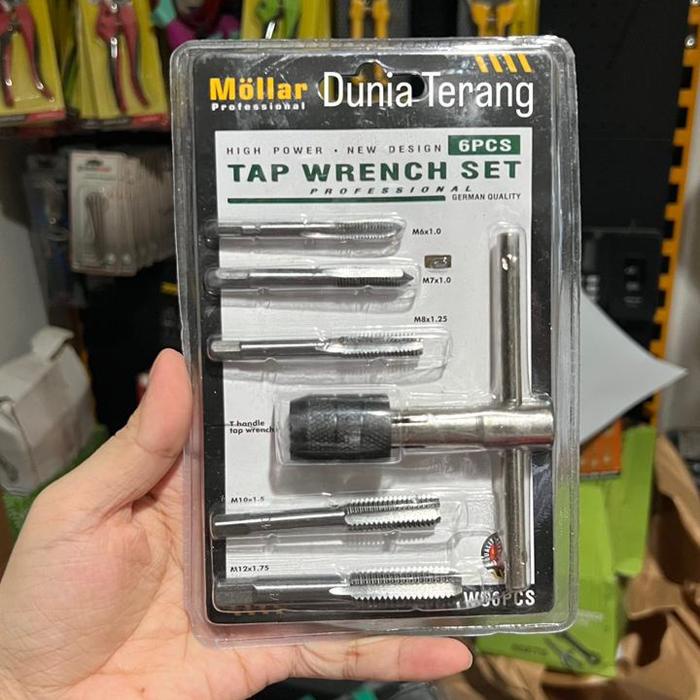 Möllar
Professional
Dunia Terang
HIGH POWER • NEW DESIGN 6PCS
TAP WRENCH SET
PROFESSIONAL
GERMAN QUALITY
M6x1.0
M7x1.0
M8x1.25
T handle
tap wrench
M10x1.5
M12x1.75